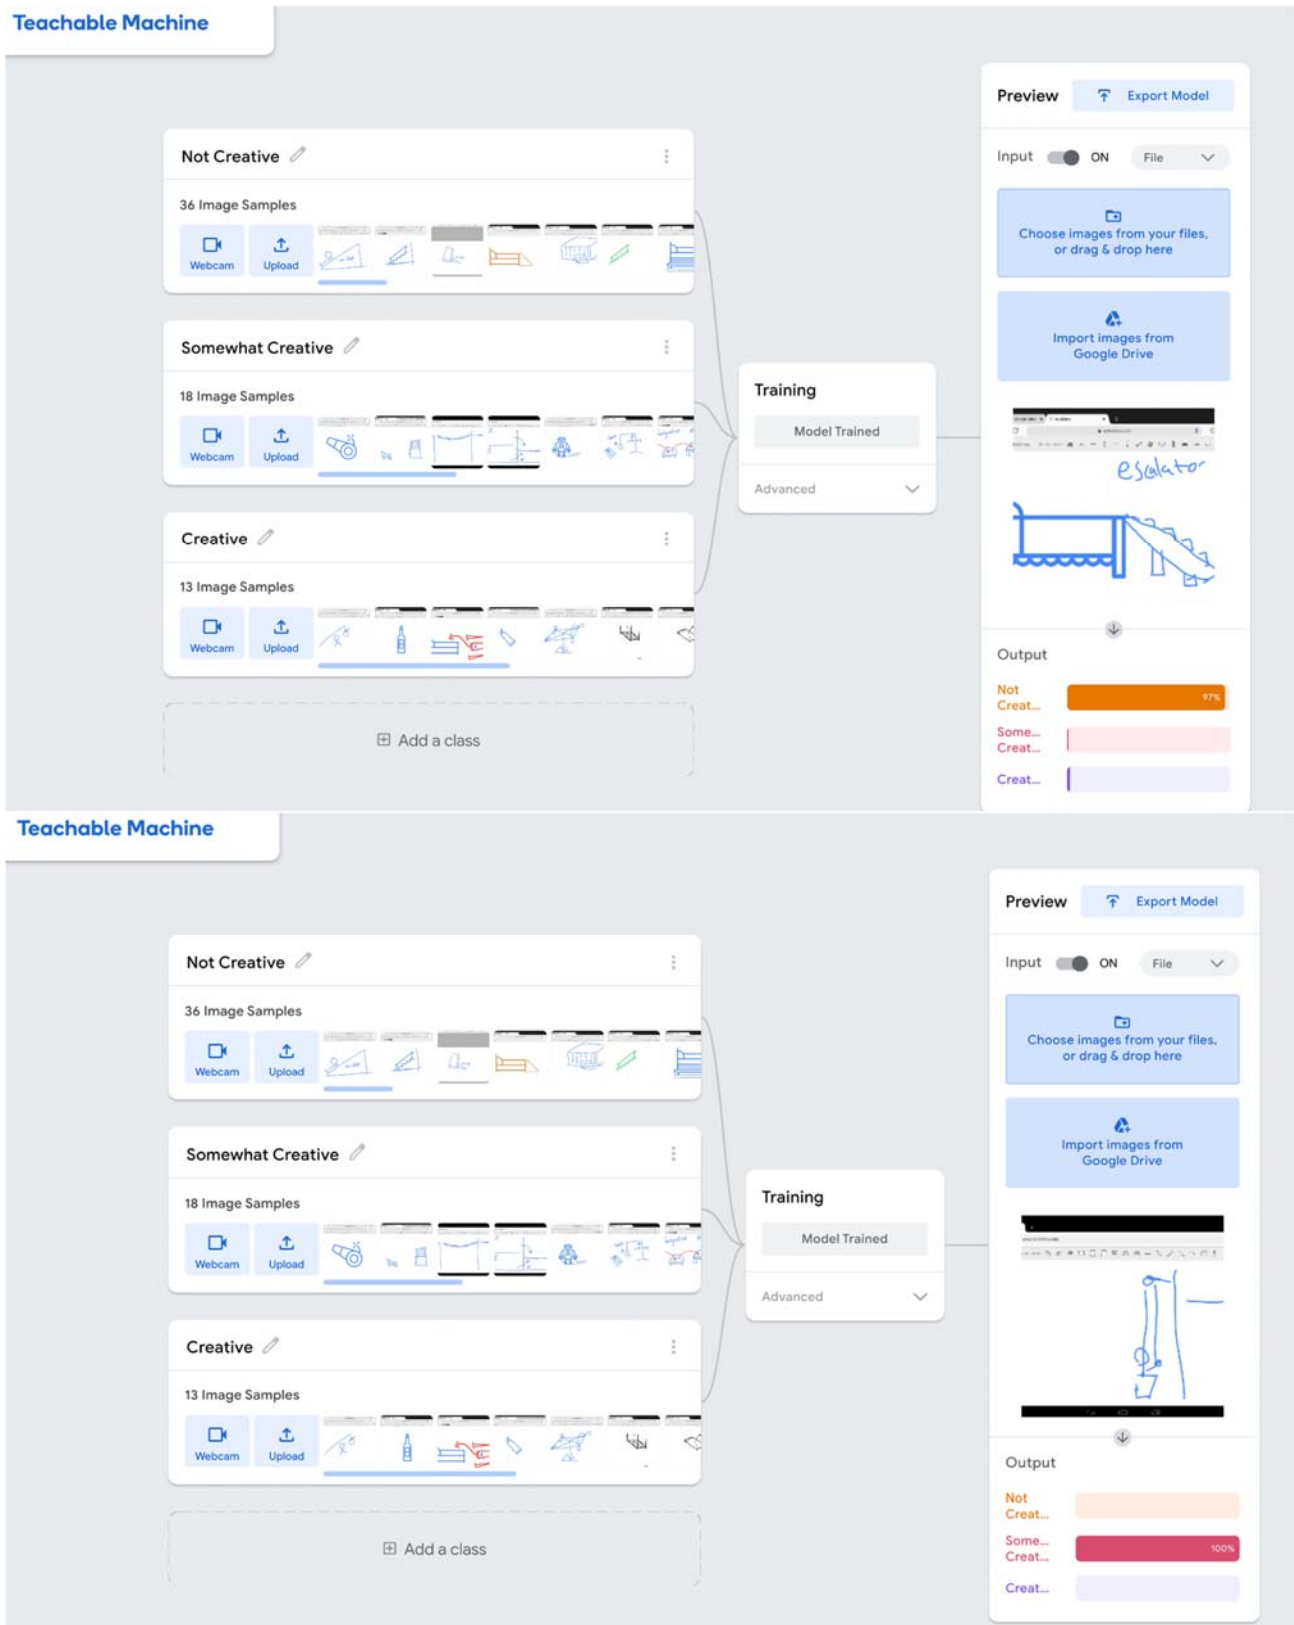 Teachable Machine
Preview
Export Model
Input
ON
File
Not Creative
36 Image Samples
Webcam
Upload
Choose images from your files,
or drag & drop here
Import images from
Google Drive
Somewhat Creative
18 Image Samples
Webcam
Upload
Training
Model Trained
Advanced
escalator
Creative
13 Image Samples
Webcam
Upload
Output
Not
Creat...
97%
Some...
Creat...
Creat...
Add a class
Teachable Machine
Preview
Export Model
Input
ON
File
Not Creative
36 Image Samples
Webcam
Upload
Choose images from your files,
or drag & drop here
Import images from
Google Drive
Somewhat Creative
18 Image Samples
Webcam
Upload
Training
Model Trained
Advanced
Creative
13 Image Samples
Webcam
Upload
Output
Not
Creat...
Some...
Creat...
100%
Creat...
Add a class